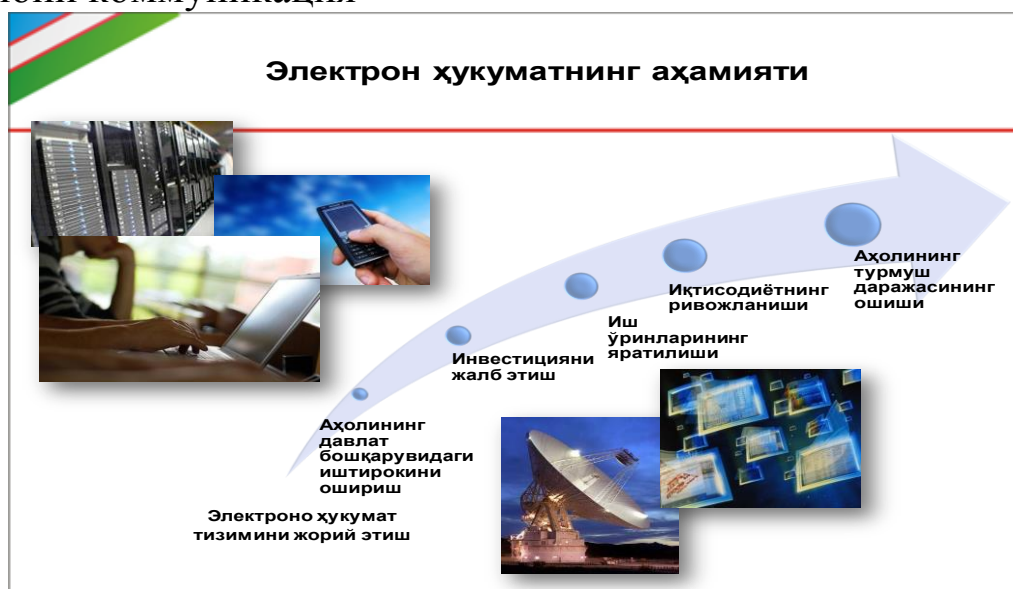 коммуникация
Электрон ҳукуматнинг аҳамияти
Аҳолининг
турмуш
даражасининг
ошиши
Иқтисодиётнинг
ривожланиши
Иш
ўринларининг
яратилиши
Инвестицияни
жалб этиш
Аҳолининг
давлат
бошқарувидаги
иштирокини
ошириш
Электроно ҳукумат
тизимини жорий этиш